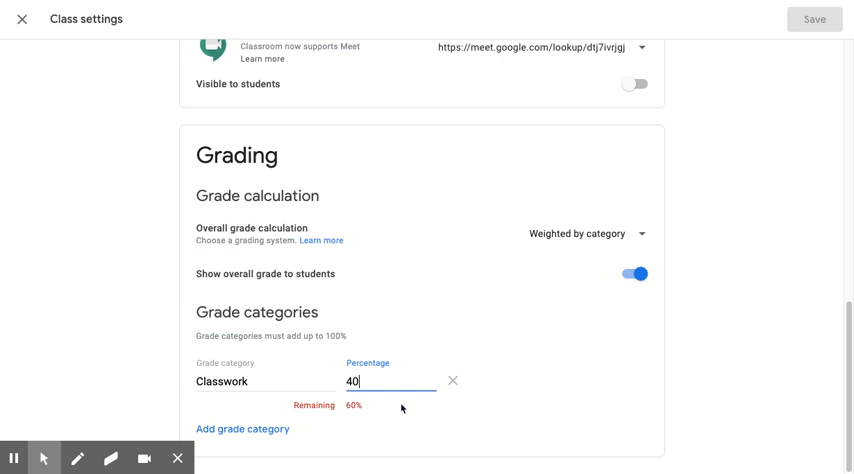 Class settings
Save
Classroom now supports Meet
https://meet.google.com/lookup/dtj7ivrjgj
Learn more
Visible to students
Grading
Grade calculation
Overall grade calculation
Choose a grading system. Learn more
Weighted by category
Show overall grade to students
Grade categories
Grade categories must add up to 100%
Grade category Percentage
Classwork 40
Remaining 60%
Add grade category